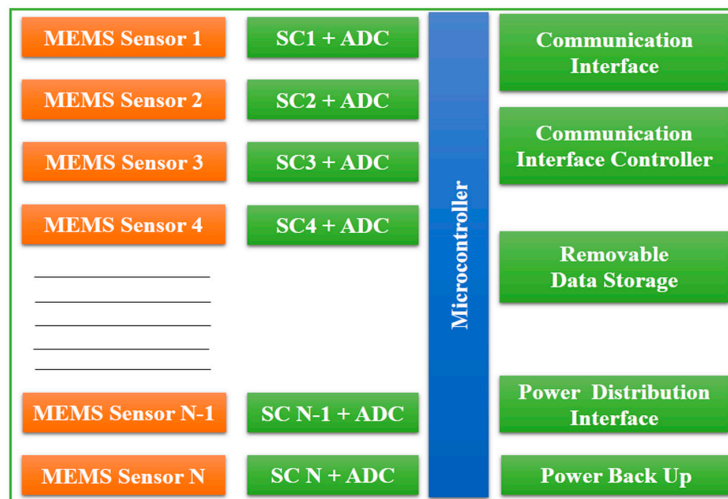 MEMS Sensor 1
SC1 + ADC
MEMS Sensor 2
SC2 + ADC
MEMS Sensor 3
SC3 + ADC
MEMS Sensor 4
SC4 + ADC
MEMS Sensor N-1
SC N-1 + ADC
MEMS Sensor N
SC N + ADC
Microcontroller
Communication
Interface
Communication
Interface Controller
Removable
Data Storage
Power Distribution
Interface
Power Back Up